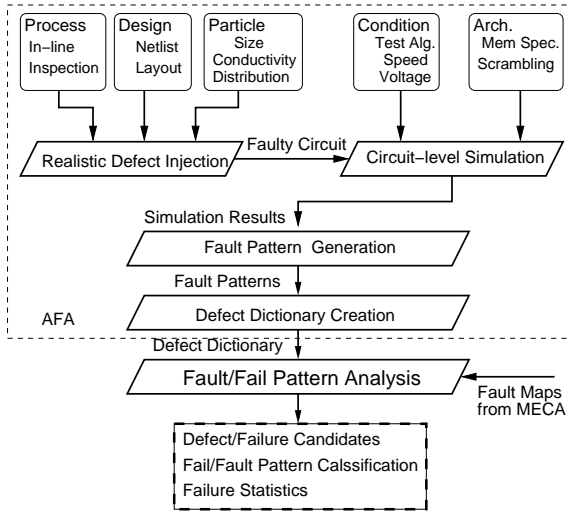 Process
In-line
Inspection
Design
Netlist
Layout
Particle
Size
Conductivity
Distribution
Condition
Test Alg.
Speed
Voltage
Arch.
Mem Spec.
Scrambling
Realistic Defect Injection
Faulty Circuit
Circuit-level Simulation
Simulation Results
Fault Pattern Generation
Fault Patterns
Defect Dictionary Creation
AFA
Defect Dictionary
Fault/Fail Pattern Analysis
Fault Maps
from MECA
Defect/Failure Candidates
Fail/Fault Pattern Calssification
Failure Statistics